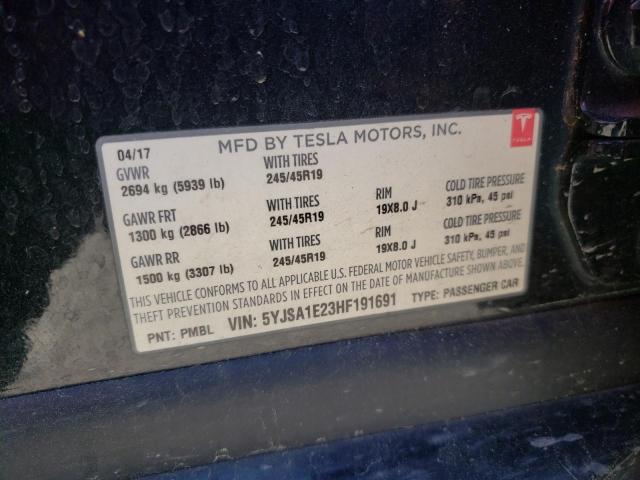 MFD BY TESLA MOTORS, INC.
TESLA
04/17
GVWR WITH TIRES
2694 kg (5939 lb) 245/45R19
GAWR FRT WITH TIRES RIM COLD TIRE PRESSURE
1300 kg (2866 lb) 245/45R19 19X8.0 J 310 kPa, 45 psi
GAWR RR WITH TIRES RIM COLD TIRE PRESSURE
1500 kg (3307 lb) 245/45R19 19X8.0 J 310 kPa, 45 psi
THIS VEHICLE CONFORMS TO ALL APPLICABLE U.S. FEDERAL MOTOR VEHICLE SAFETY, BUMPER, AND
THEFT PREVENTION STANDARDS IN EFFECT ON THE DATE OF MANUFACTURE SHOWN ABOVE.
PNT: PMBL VIN: 5YJSA1E23HF191691 TYPE: PASSENGER CAR